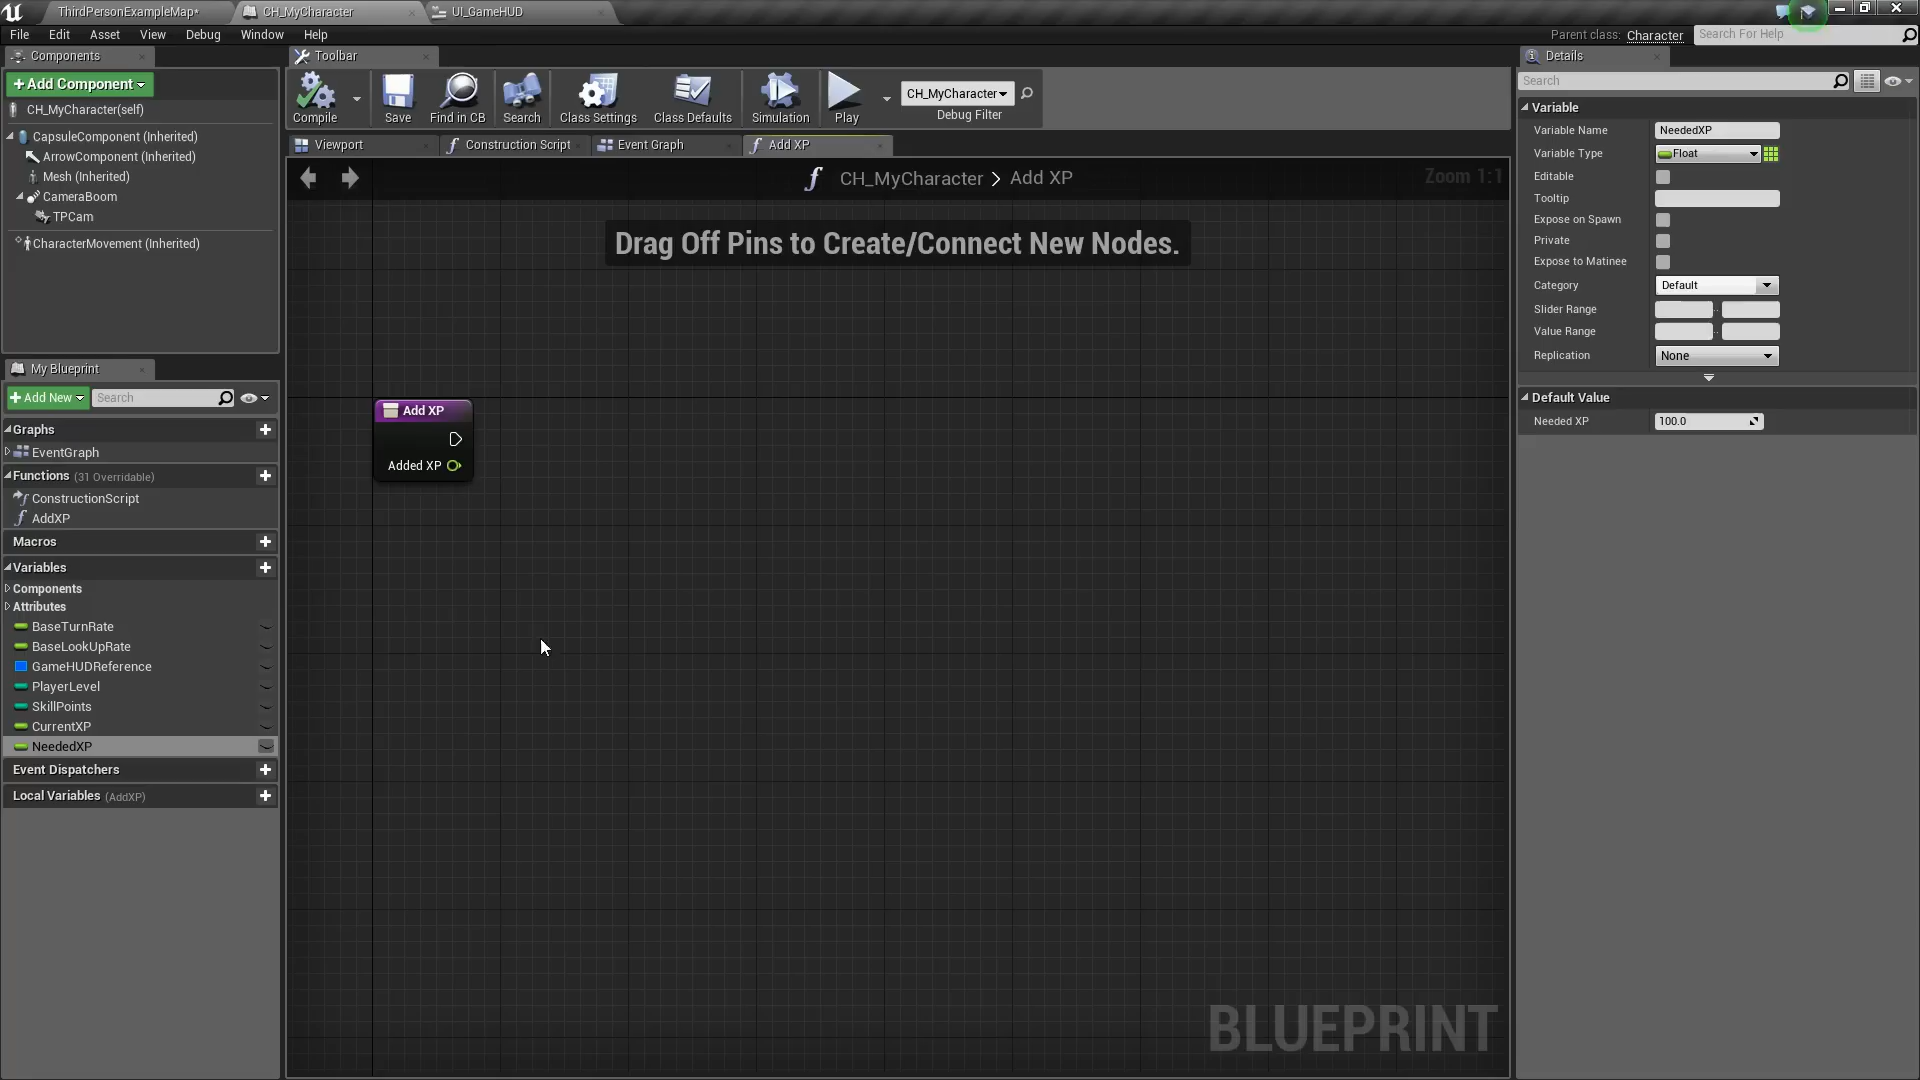 ThirdPersonExampleMap*
CH_MyCharacter
UI_GameHUD
File Edit Asset View Debug Window Help
Parent class: Character
Search For Help
Components
+Add Component
CH_MyCharacter(self)
CapsuleComponent (Inherited)
ArrowComponent (Inherited)
Mesh (Inherited)
CameraBoom
TPCam
CharacterMovement (Inherited)
Toolbar
Compile
Save
Find in CB
Search
Class Settings
Class Defaults
Simulation
Play
CH_MyCharacter
Debug Filter
Viewport
Construction Script
Event Graph
Add XP
CH_MyCharacter > Add XP
Zoom 1:1
Drag Off Pins to Create/Connect New Nodes.
Add XP
Added XP
BLUEPRINT
My Blueprint
+Add New
Search
Graphs
EventGraph
Functions (31 Overridable)
ConstructionScript
AddXP
Macros
Variables
Components
Attributes
BaseTurnRate
BaseLookUpRate
GameHUDReference
PlayerLevel
SkillPoints
CurrentXP
NeededXP
Event Dispatchers
Local Variables (AddXP)
Details
Search
Variable
Variable Name NeededXP
Variable Type Float
Editable
Tooltip
Expose on Spawn
Private
Expose to Matinee
Category Default
Slider Range
Value Range
Replication None
Default Value
Needed XP 100.0